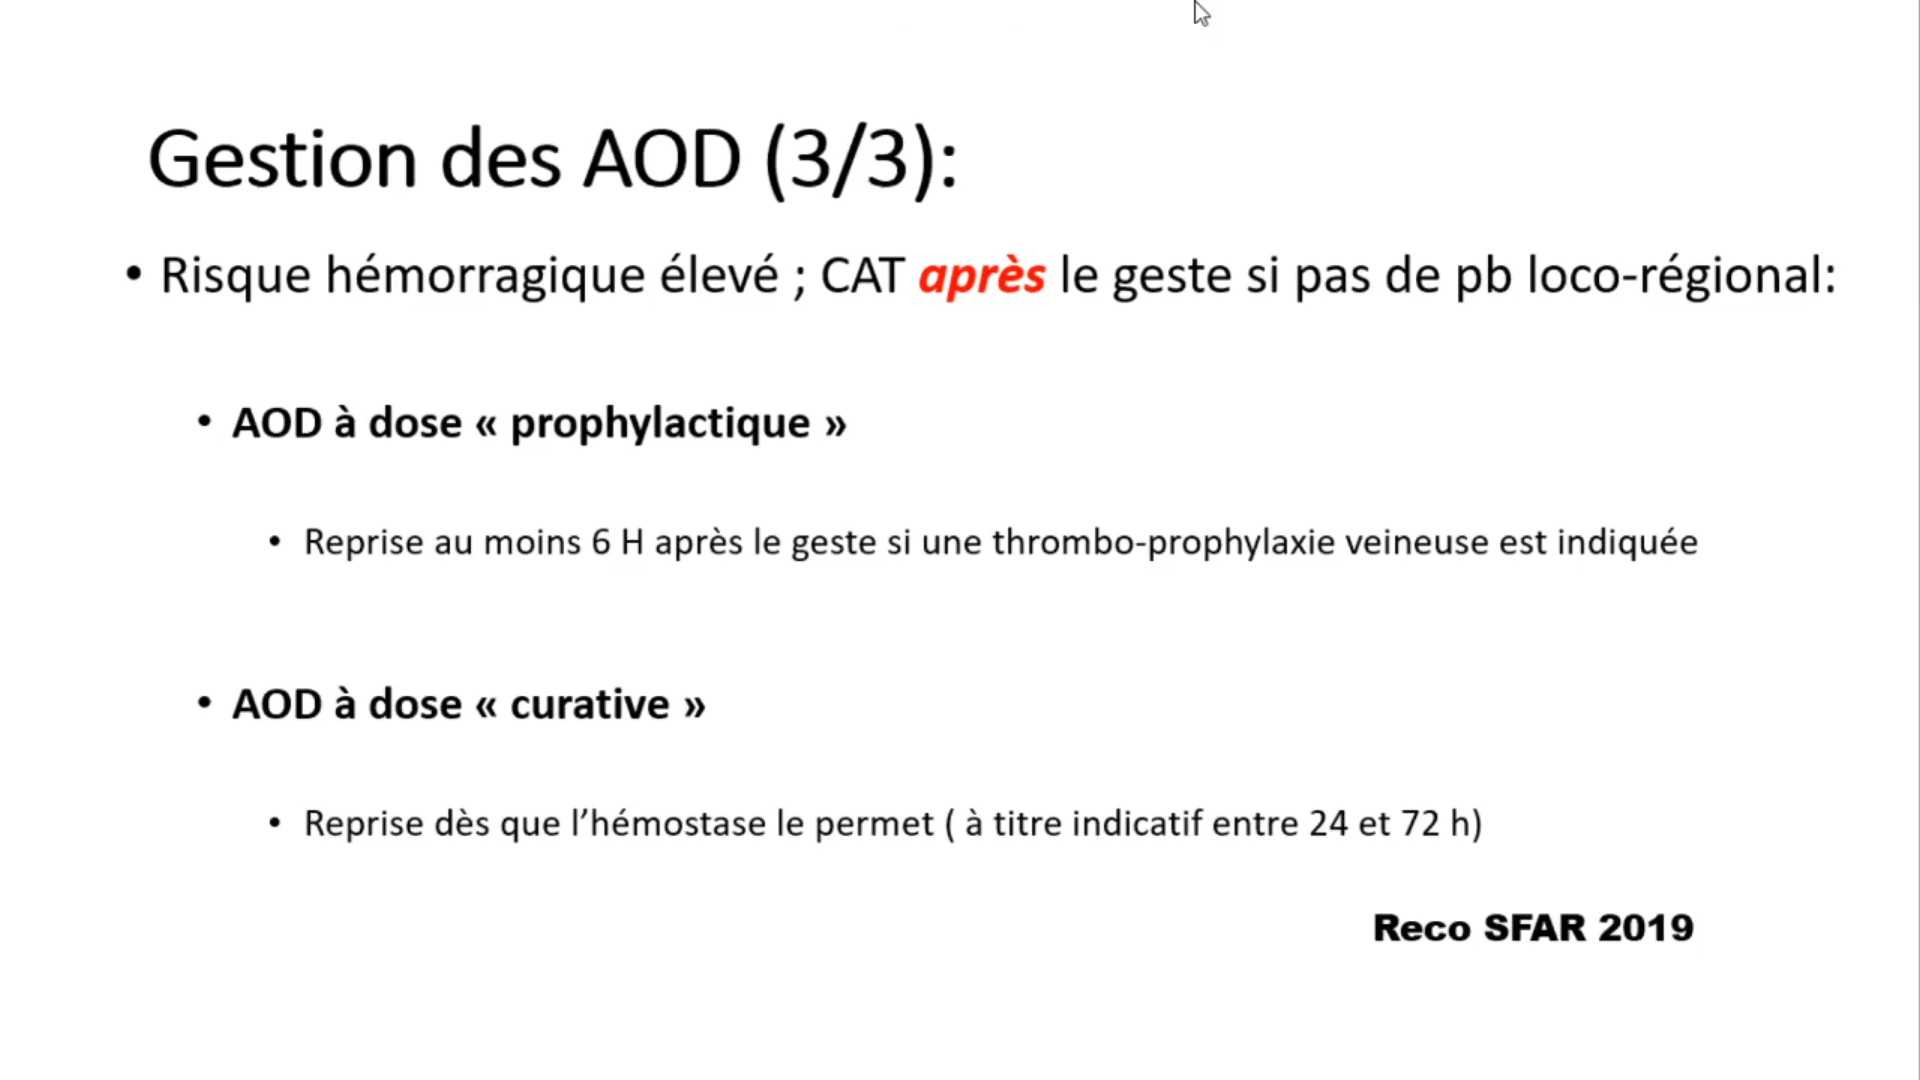 Gestion des AOD (3/3):
• Risque hémorragique élevé ; CAT après le geste si pas de pb loco-régional:
• AOD à dose « prophylactique »
• Reprise au moins 6 H après le geste si une thrombo-prophylaxie veineuse est indiquée
• AOD à dose « curative »
• Reprise dès que l’hémostase le permet ( à titre indicatif entre 24 et 72 h)
Reco SFAR 2019